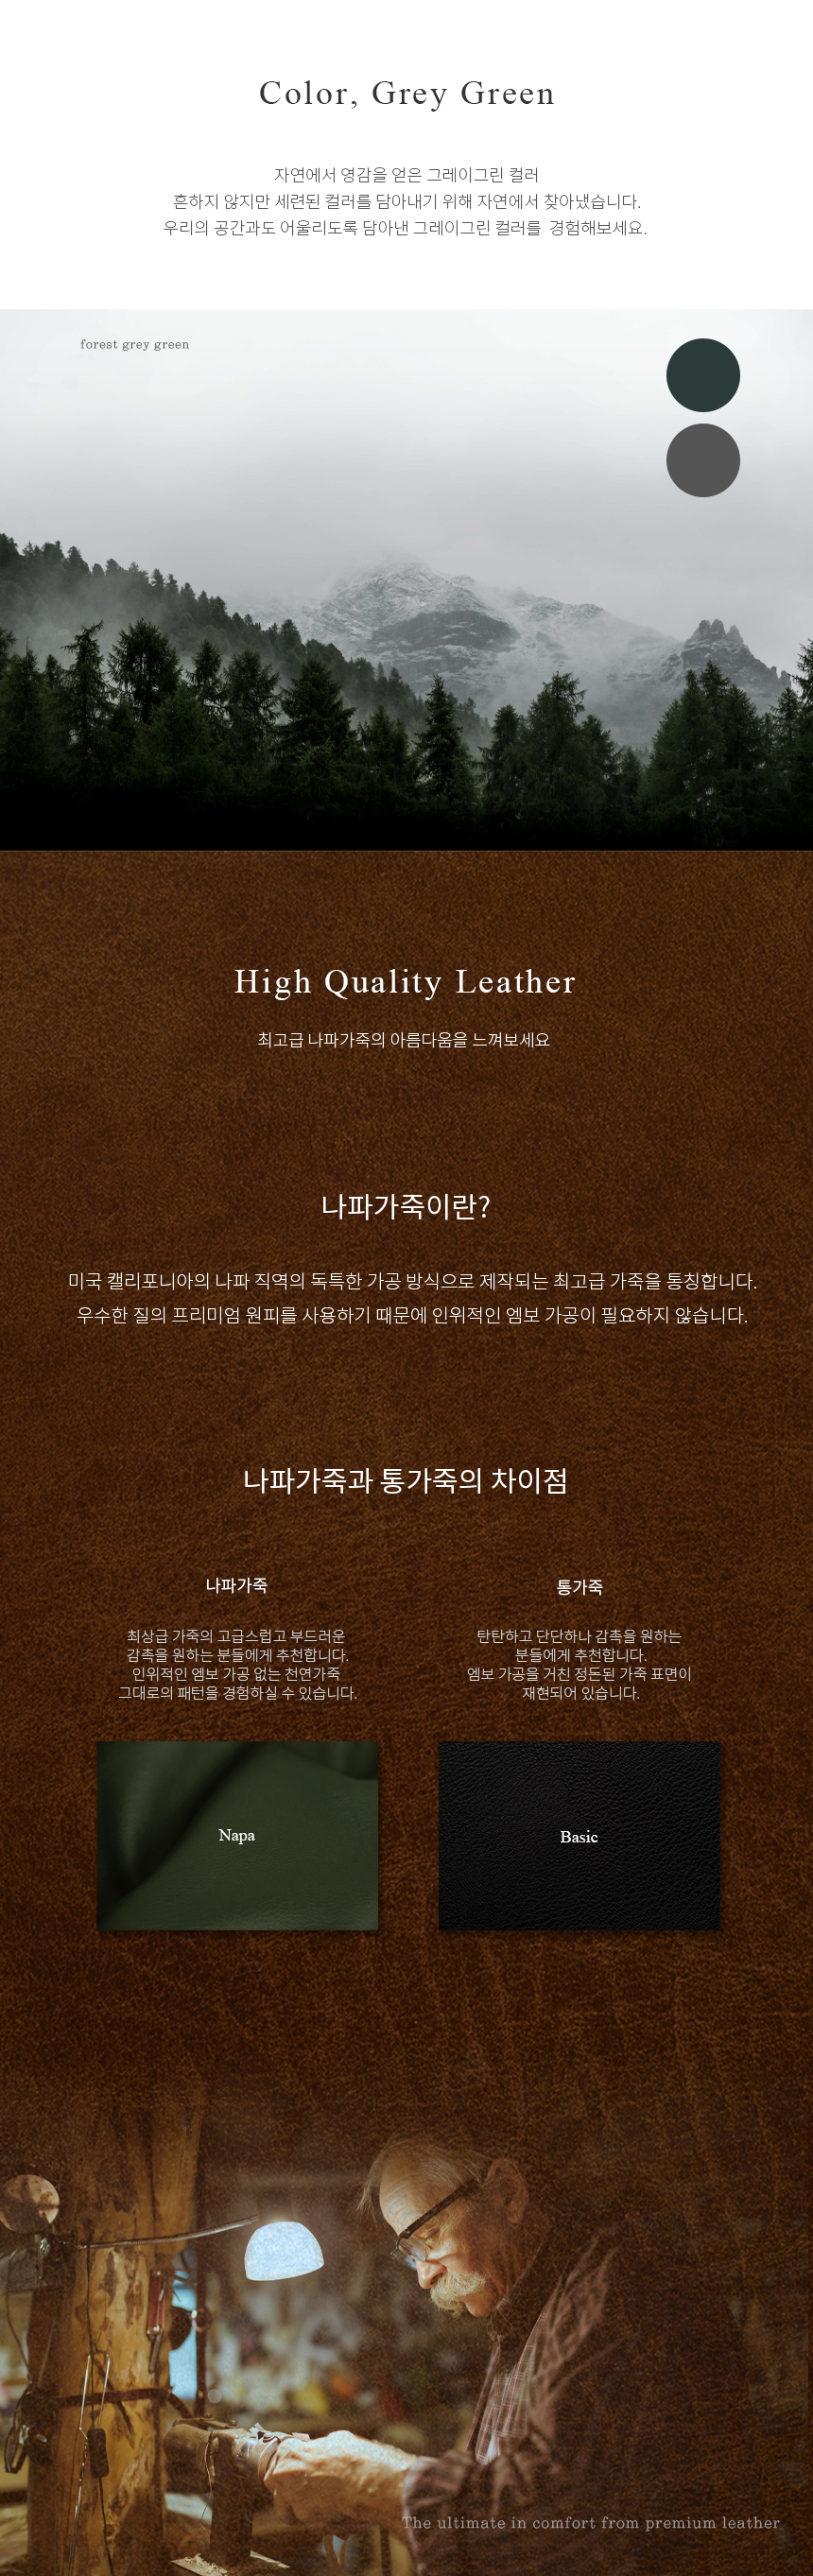 Color, Grey Green
자연에서 영감을 얻은 그레이그린 컬러
흔하지 않지만 세련된 컬러를 담아내기 위해 자연에서 찾아냈습니다.
우리의 공간과도 어울리도록 담아낸 그레이그린 컬러를 경험해보세요.
forest grey green
High Quality Leather
최고급 나파가죽의 아름다움을 느껴보세요
나파가죽이란?
미국 캘리포니아의 나파 직역의 독특한 가공 방식으로 제작되는 최고급 가죽을 통칭합니다.
우수한 질의 프리미엄 원피를 사용하기 때문에 인위적인 엠보 가공이 필요하지 않습니다.
나파가죽과 통가죽의 차이점
나파가죽
최상급 가죽의 고급스럽고 부드러운
감촉을 원하는 분들에게 추천합니다.
인위적인 엠보 가공 없는 천연가죽
그대로의 패턴을 경험하실 수 있습니다.
Napa
통가죽
탄탄하고 단단하나 감촉을 원하는
분들에게 추천합니다.
엠보 가공을 거친 정돈된 가죽 표면이
재현되어 있습니다.
Basic
The ultimate in comfort from premium leather